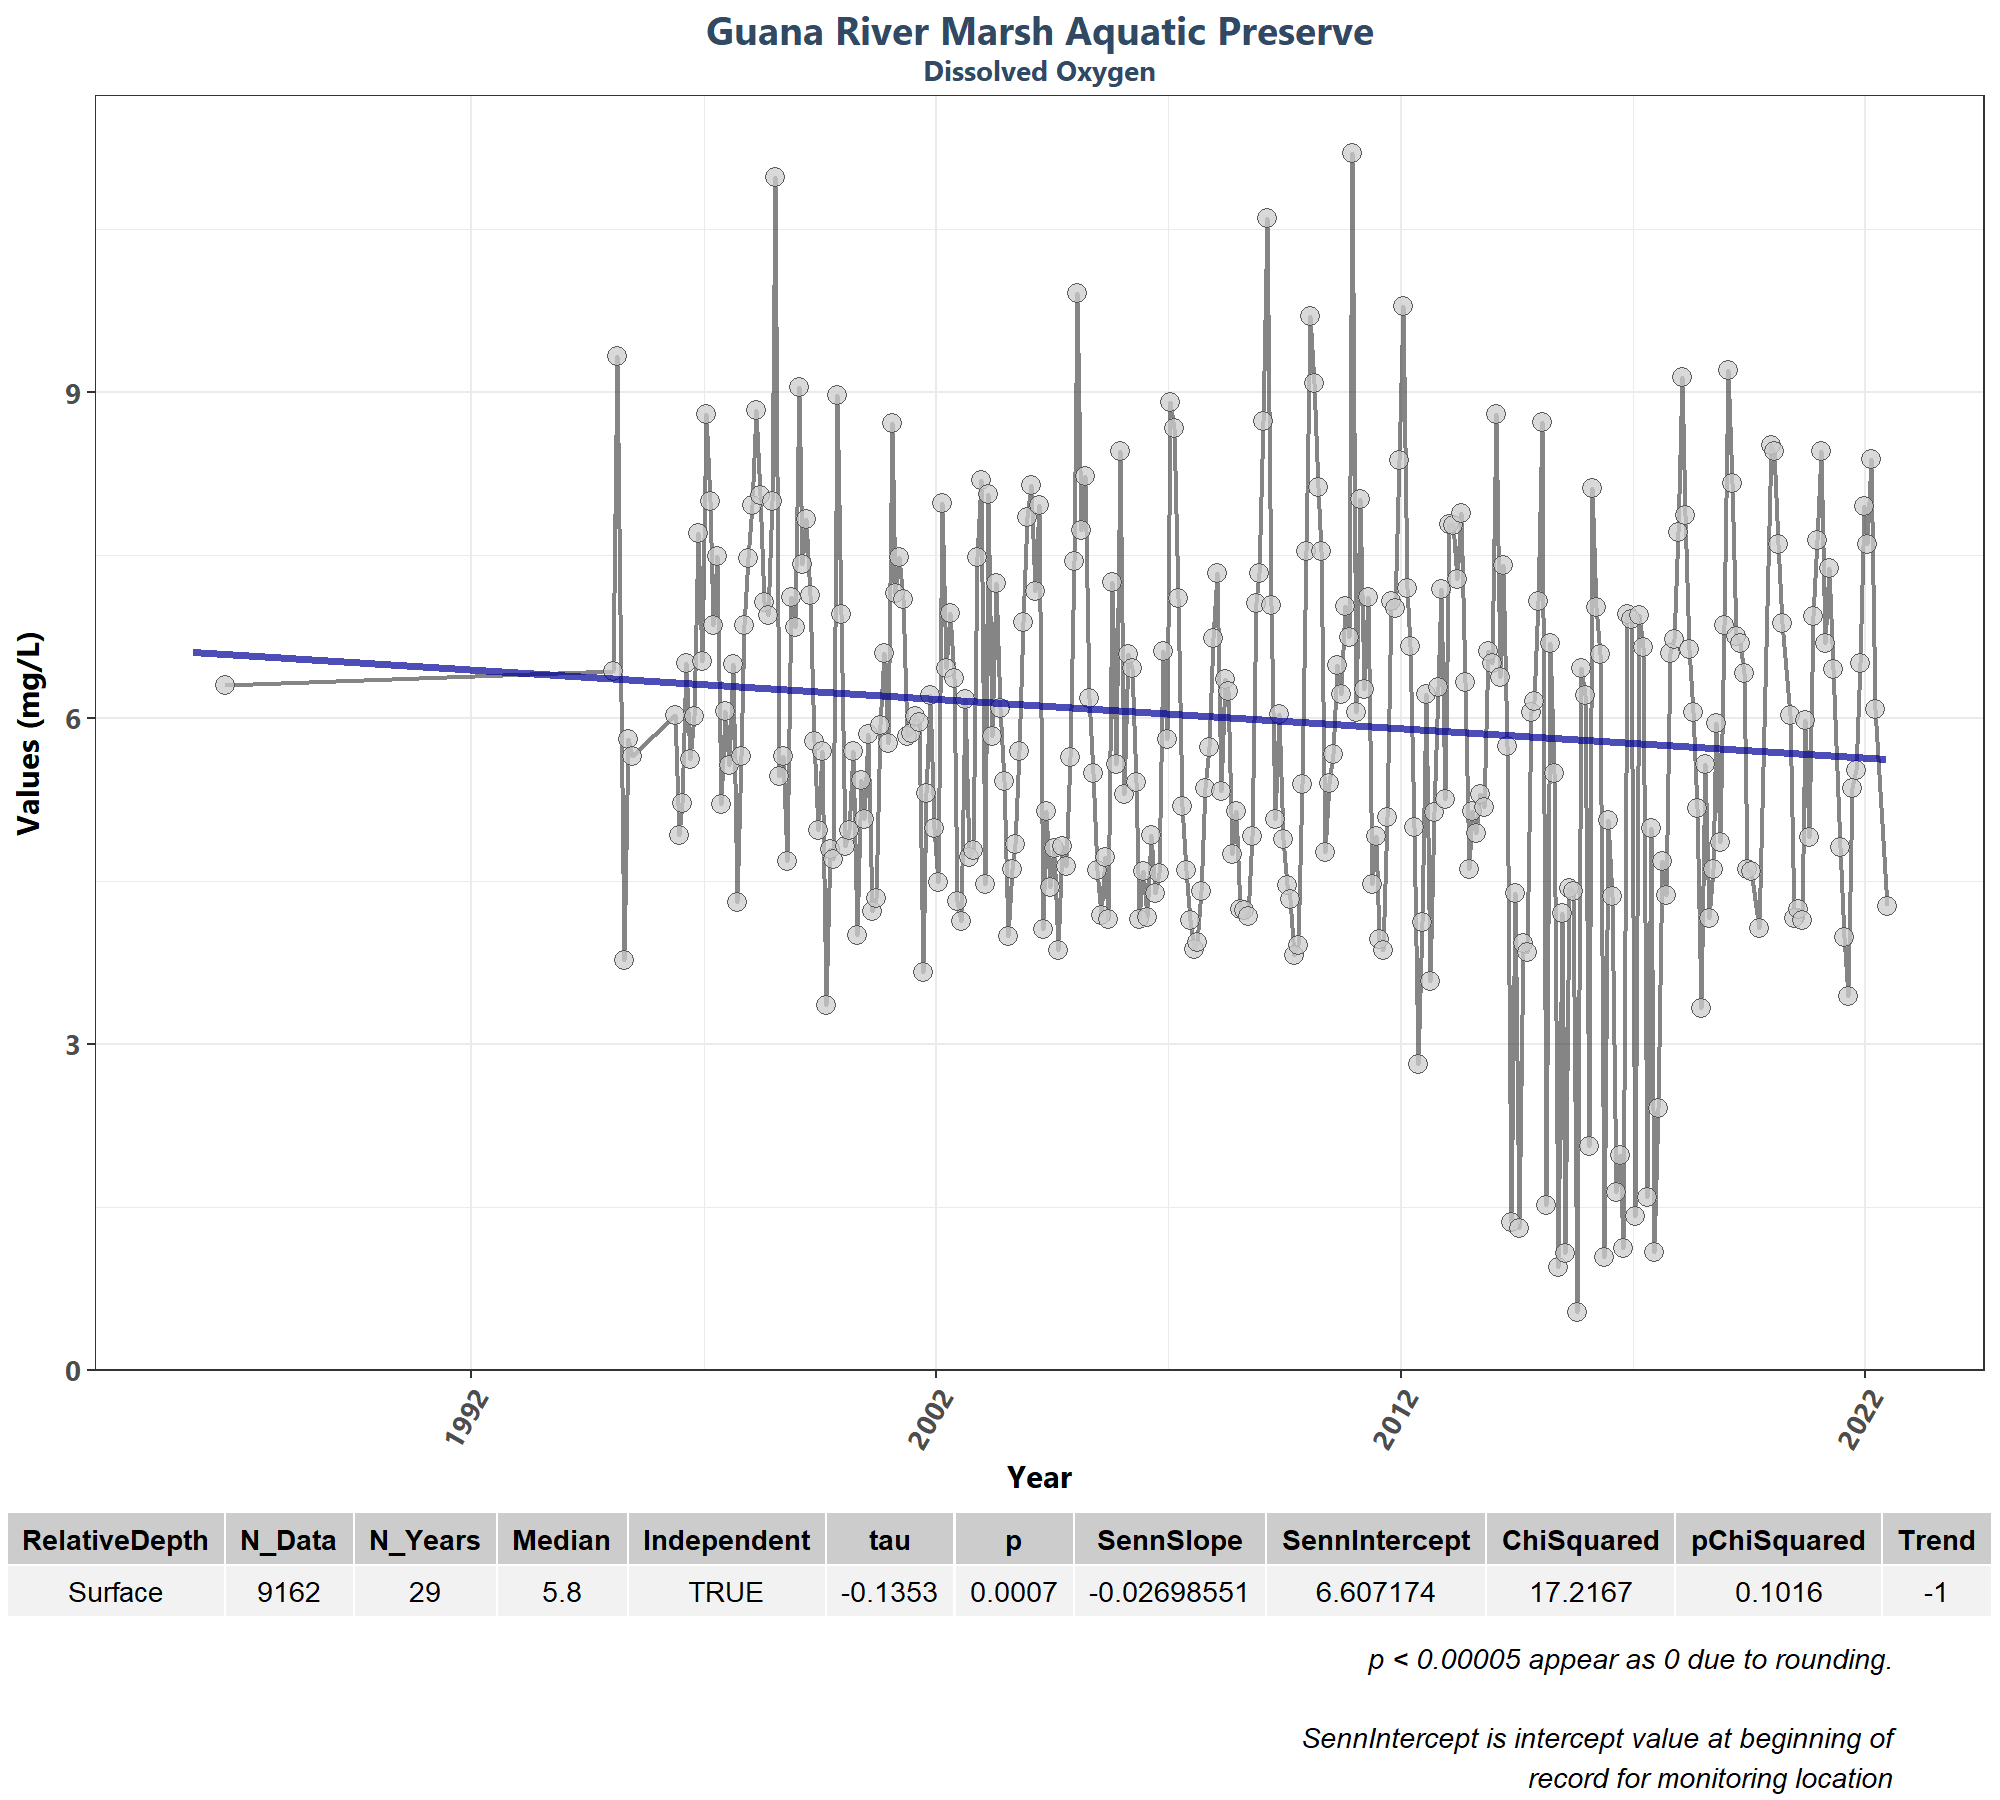 Guana River Marsh Aquatic Preserve
Dissolved Oxygen
Values (mg/L)
9
6
3
0
1992 2002 2012 2022
Year
RelativeDepth N_Data N_Years Median Independent tau p SennSlope SennIntercept ChiSquared pChiSquared Trend
Surface 9162 29 5.8 TRUE -0.1353 0.0007 -0.02698551 6.607174 17.2167 0.1016 -1
p < 0.00005 appear as 0 due to rounding.
SennIntercept is intercept value at beginning of
record for monitoring location